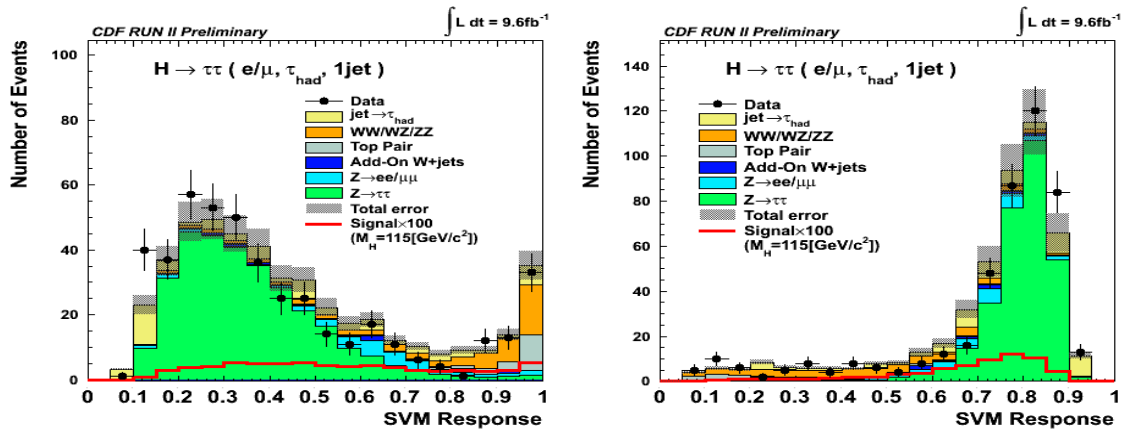 ∫ L dt = 9.6fb⁻¹
CDF RUN II Preliminary
H → ττ ( e/μ, τhad, 1jet )
Number of Events
100
80
60
40
20
0
Data
jet→τhad
WW/WZ/ZZ
Top Pair
Add-On W+jets
Z→ee/μμ
Z→ττ
Total error
Signal×100
(MH=115[GeV/c²])
0 0.1 0.2 0.3 0.4 0.5 0.6 0.7 0.8 0.9 1
SVM Response
∫ L dt = 9.6fb⁻¹
CDF RUN II Preliminary
H → ττ ( e/μ, τhad, 1jet )
Number of Events
140
120
100
80
60
40
20
0
Data
jet→τhad
WW/WZ/ZZ
Top Pair
Add-On W+jets
Z→ee/μμ
Z→ττ
Total error
Signal×100
(MH=115[GeV/c²])
0 0.1 0.2 0.3 0.4 0.5 0.6 0.7 0.8 0.9 1
SVM Response